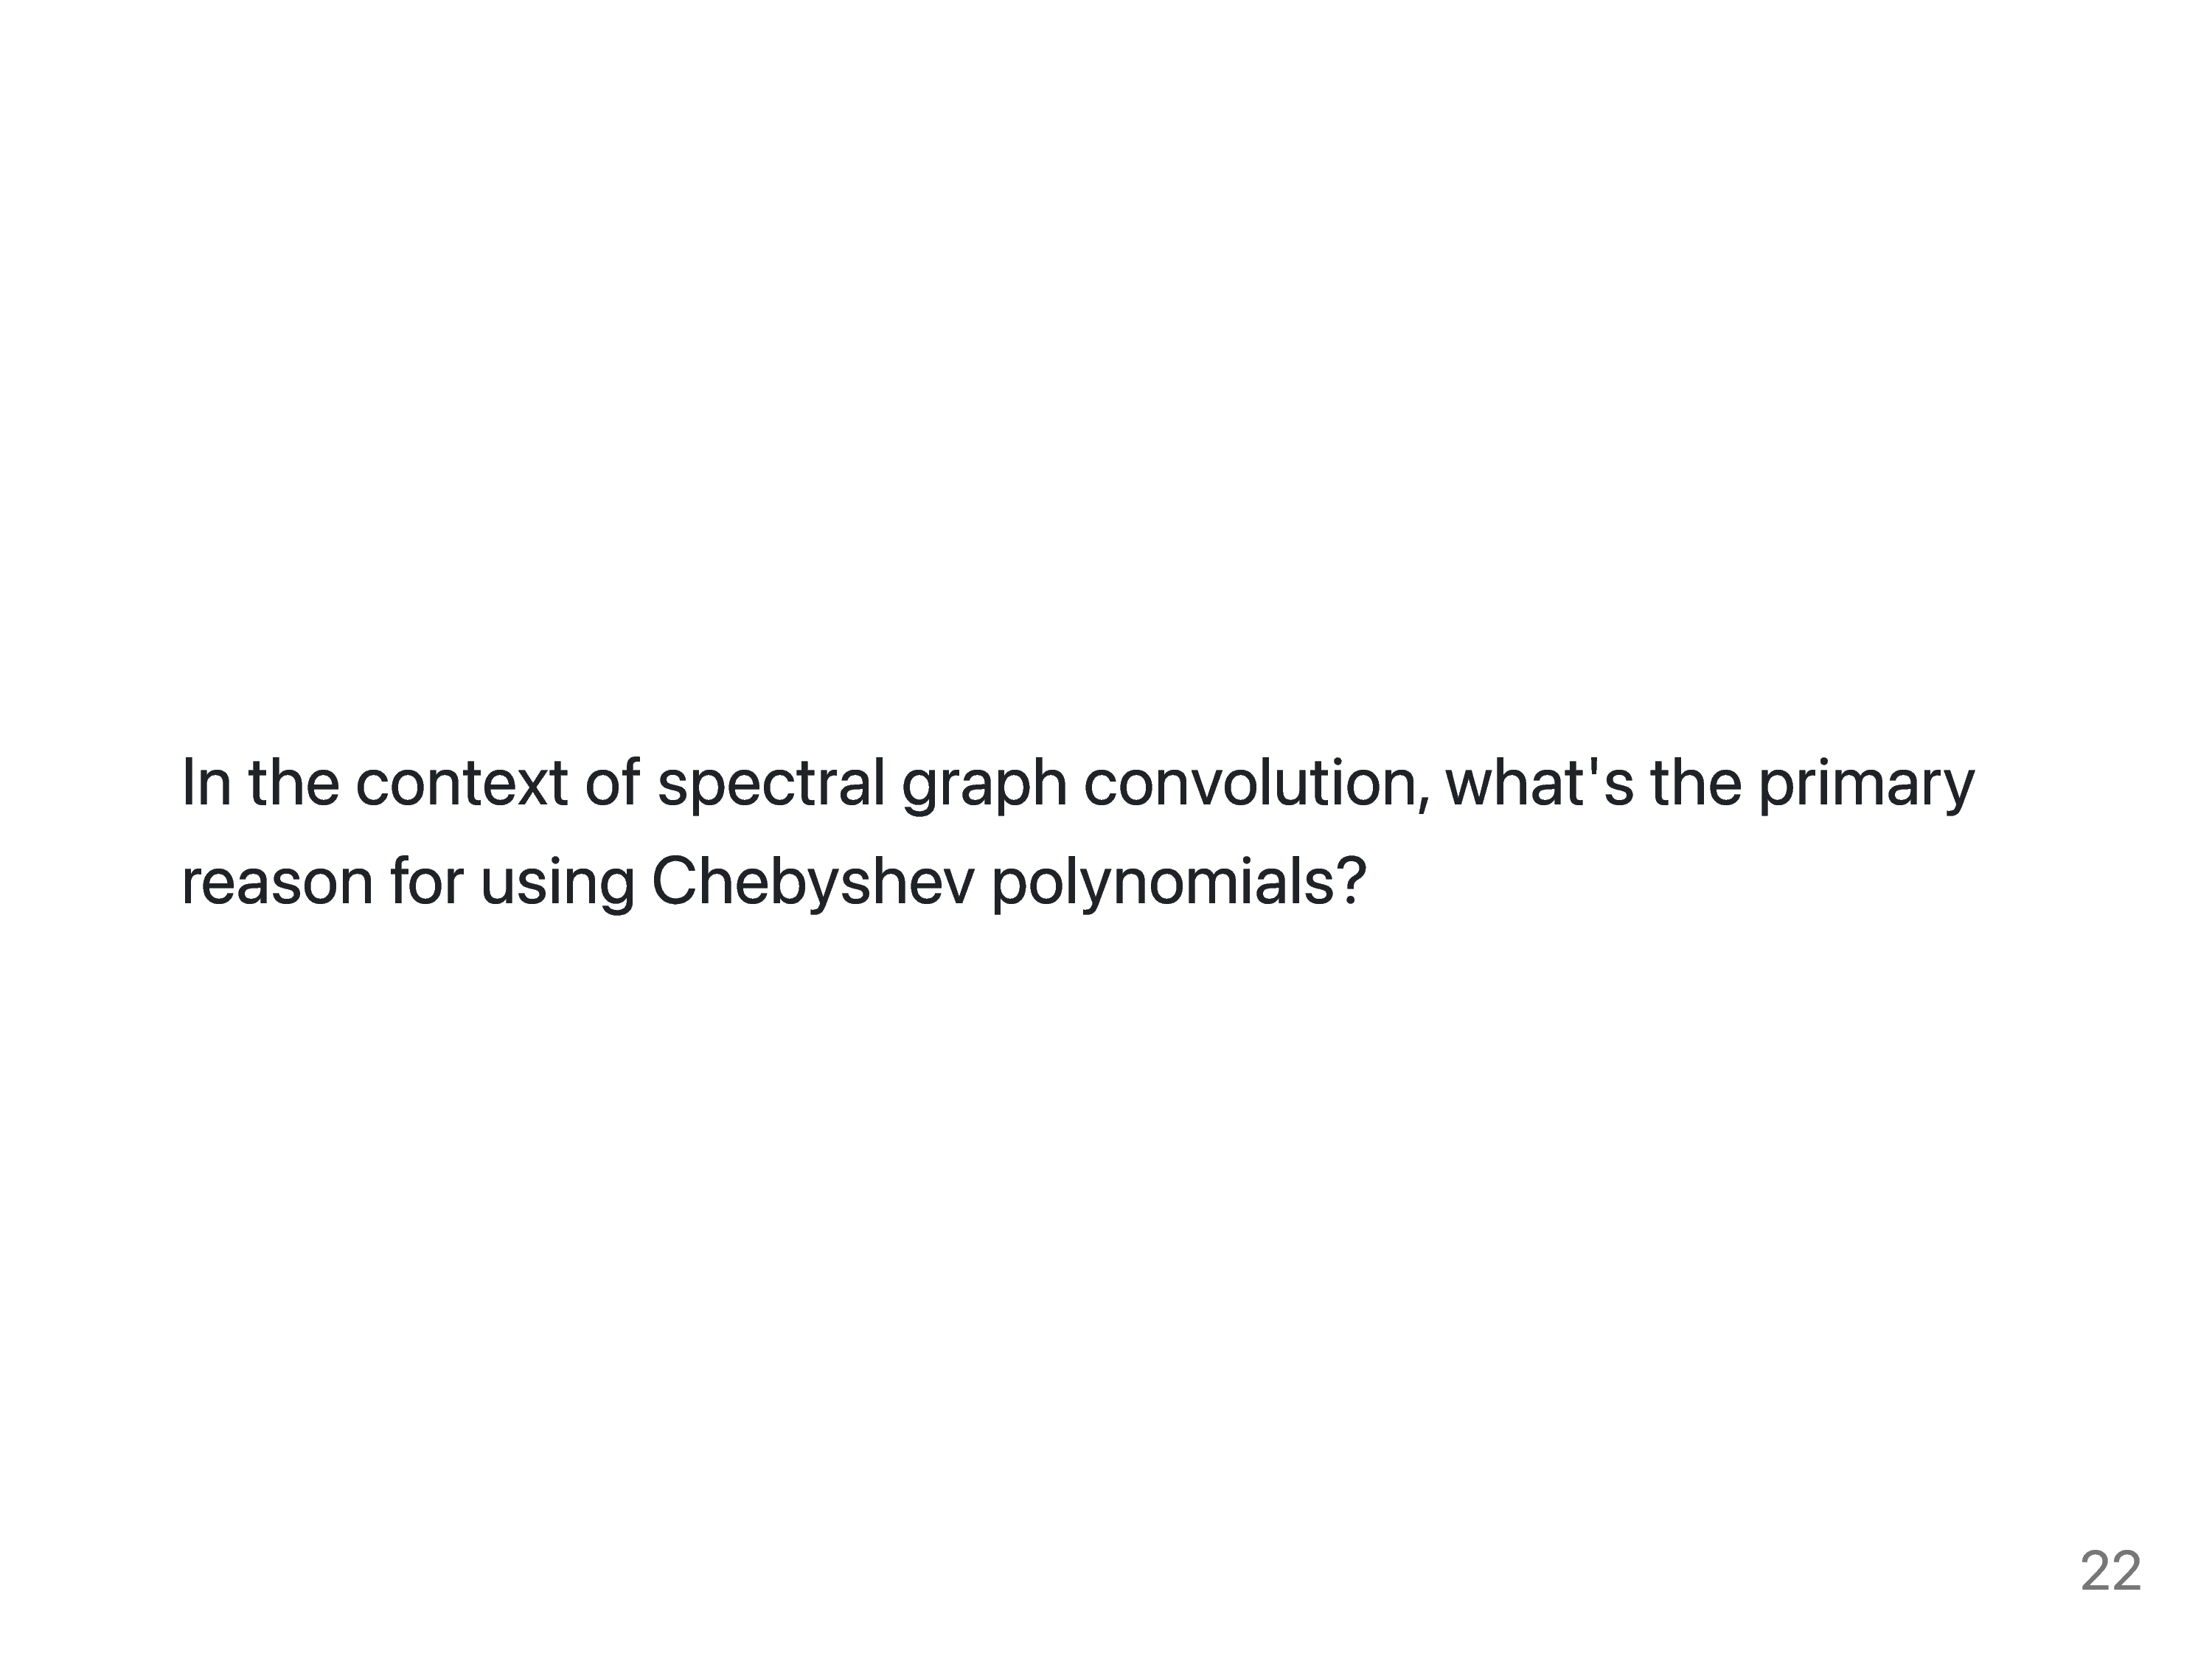 In the context of spectral graph convolution, what's the primary
reason for using Chebyshev polynomials?
22